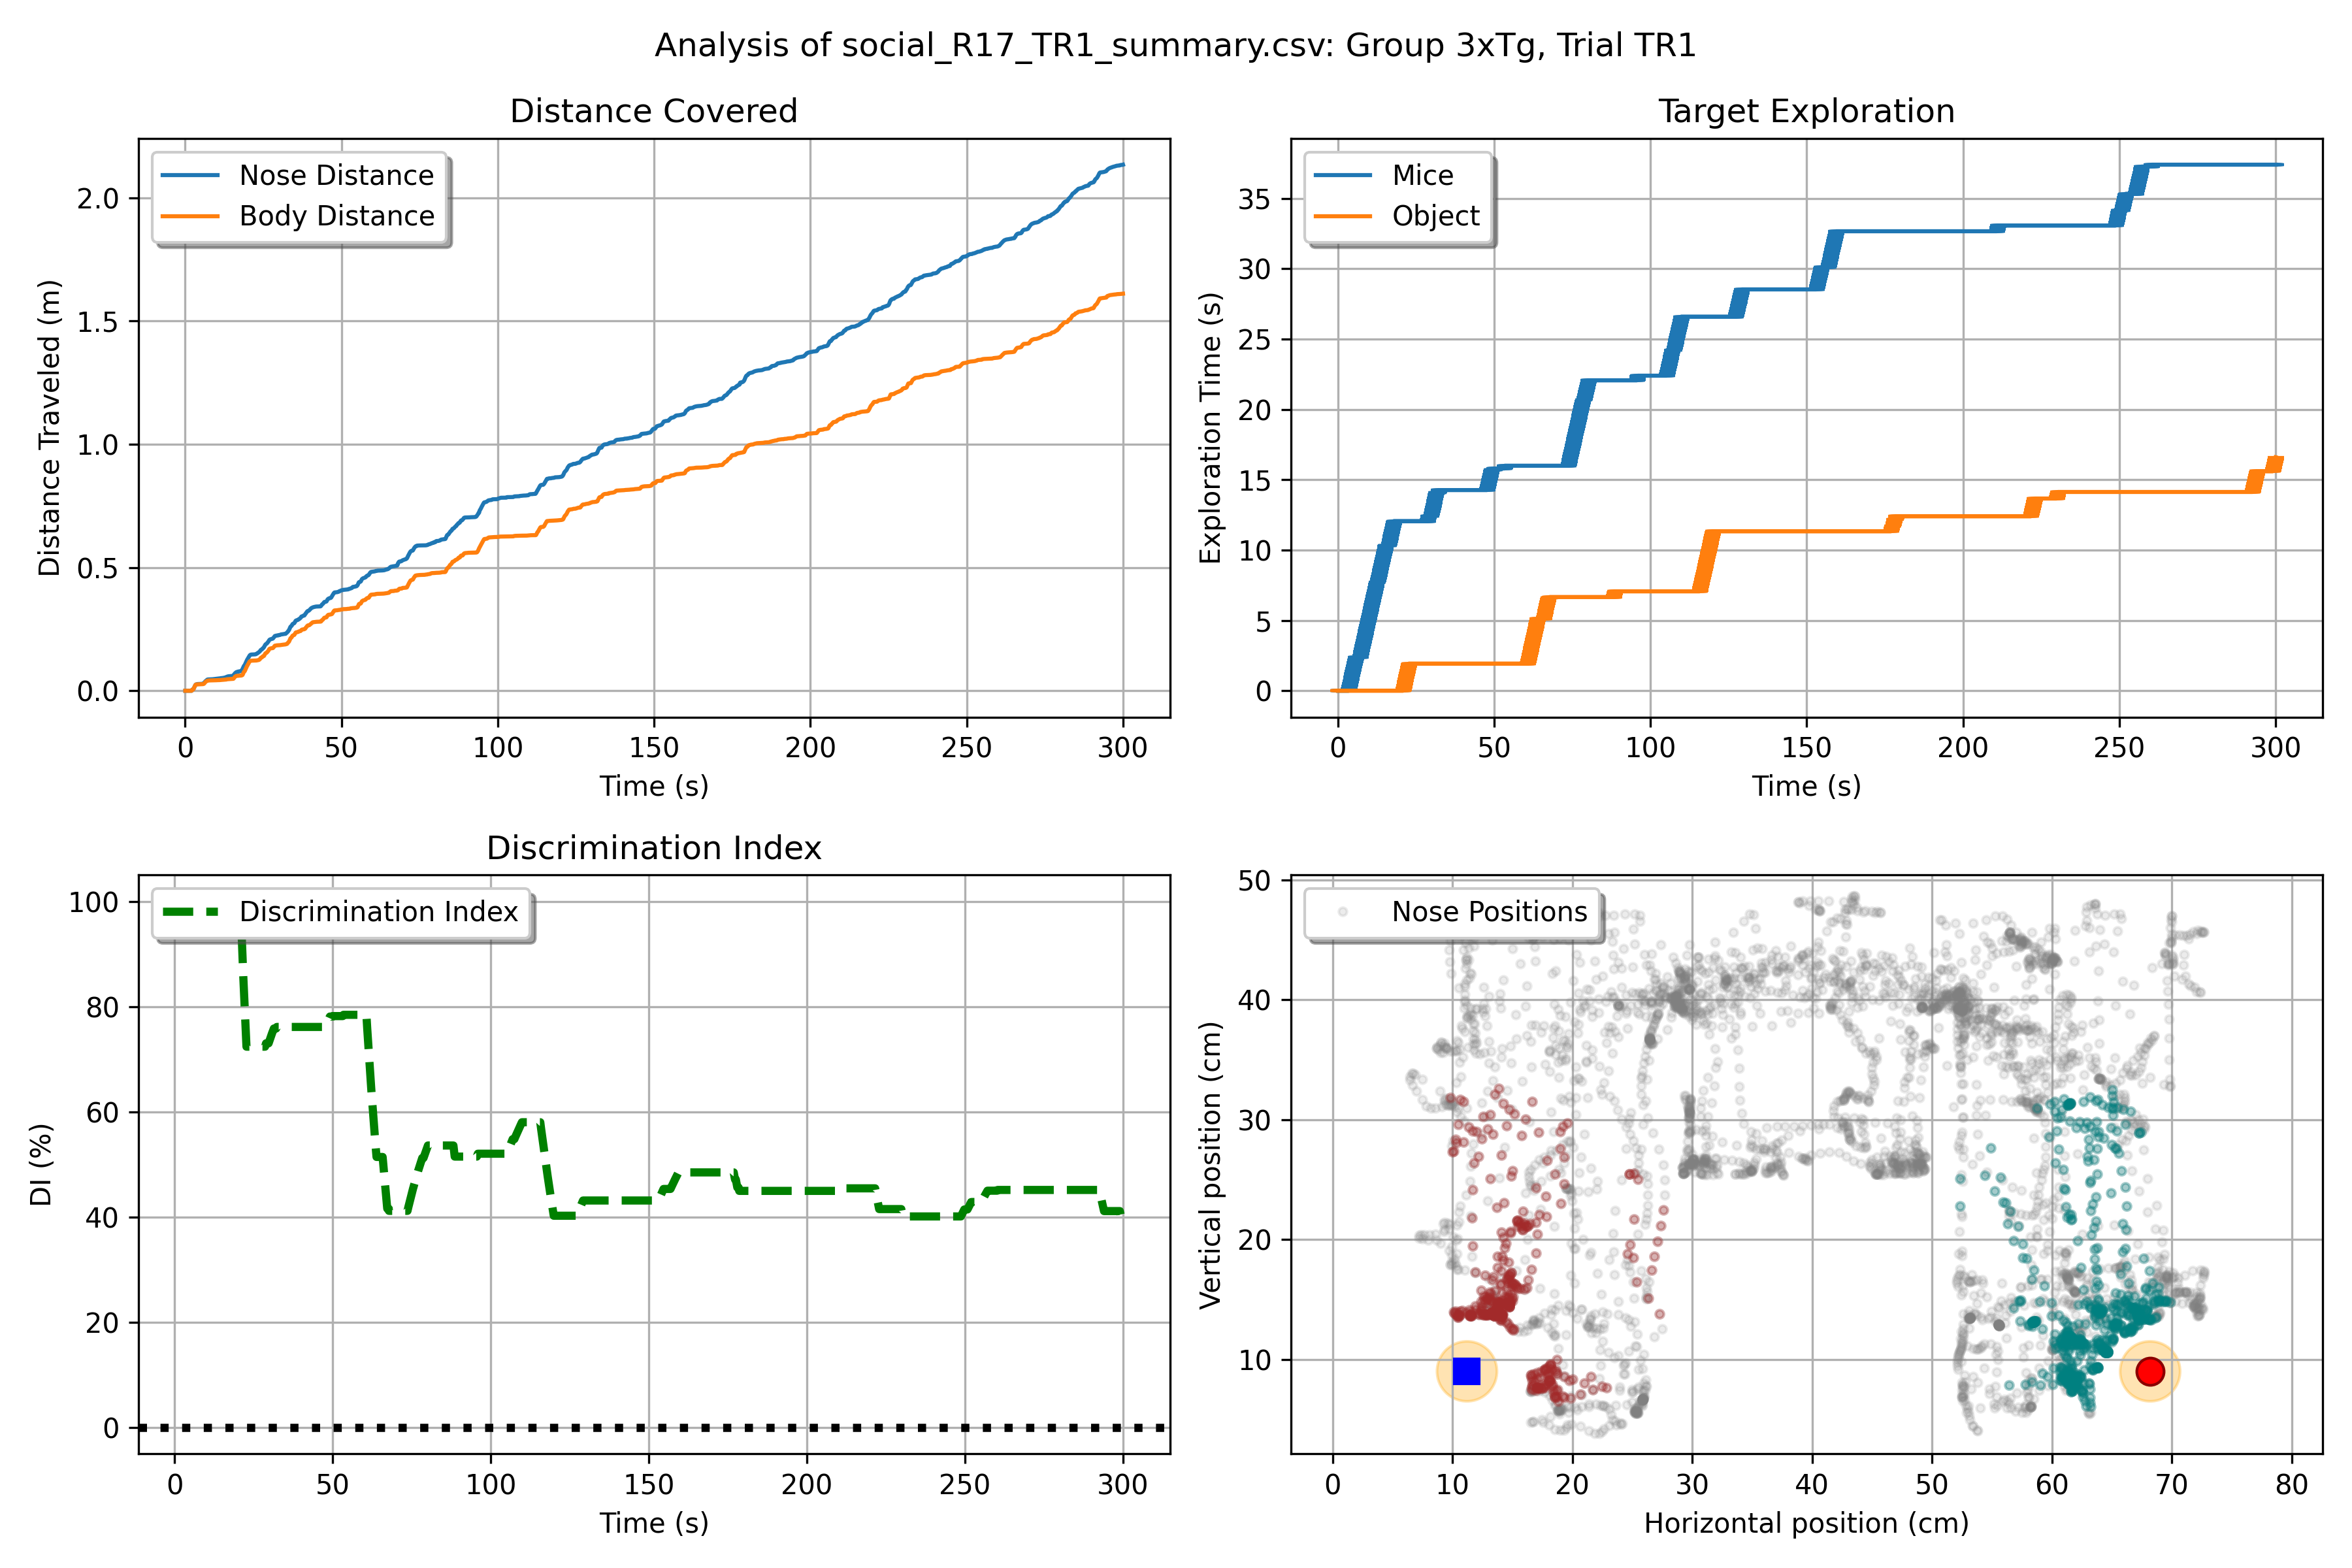 Analysis of social_R17_TR1_summary.csv: Group 3xTg, Trial TR1
Distance Covered
Nose Distance
Body Distance
Distance Traveled (m)
2.0
1.5
1.0
0.5
0.0
0 50 100 150 200 250 300
Time (s)
Target Exploration
Mice
Object
Exploration Time (s)
35
30
25
20
15
10
5
0
0 50 100 150 200 250 300
Time (s)
Discrimination Index
Discrimination Index
DI (%)
100
80
60
40
20
0
0 50 100 150 200 250 300
Time (s)
Nose Positions
Vertical position (cm)
50
40
30
20
10
0 10 20 30 40 50 60 70 80
Horizontal position (cm)